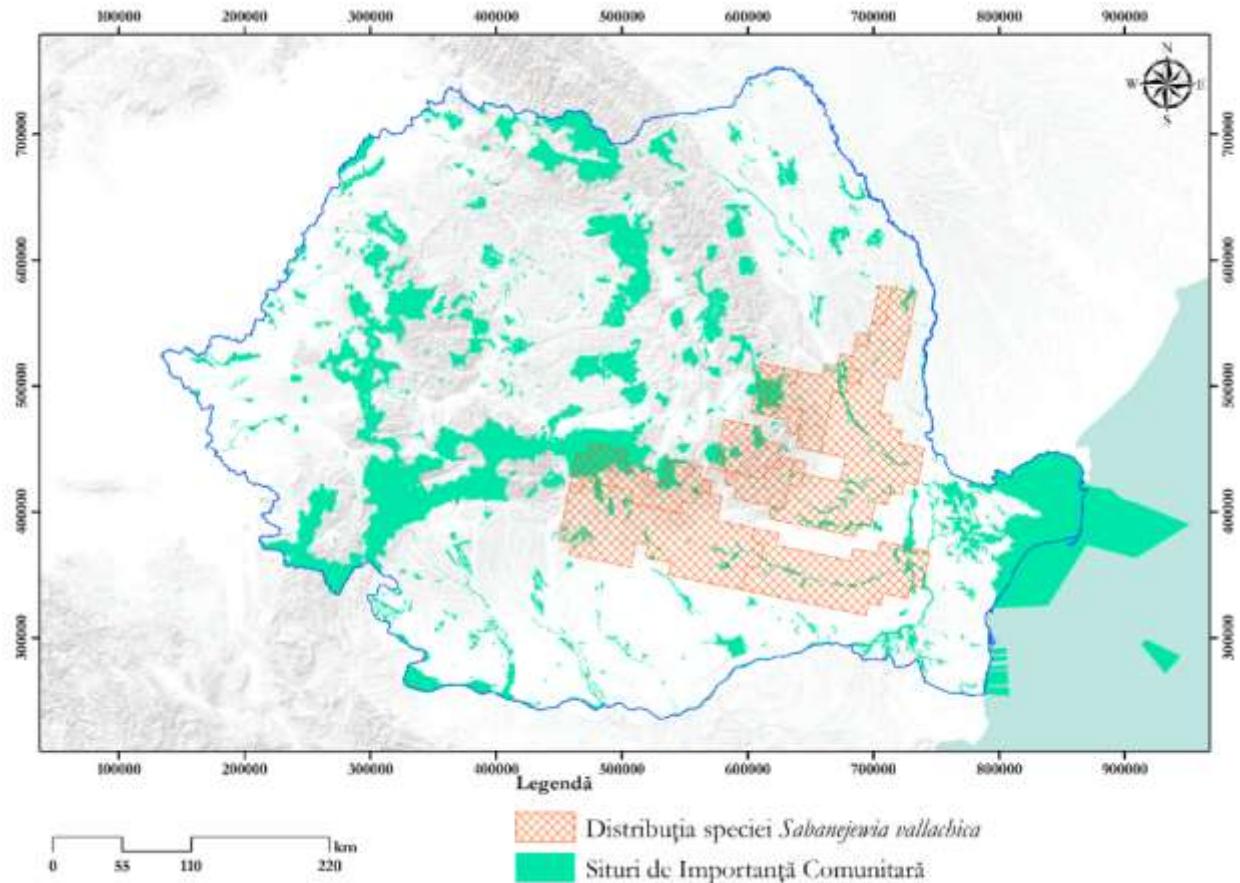 100000 200000 300000 400000 500000 600000 700000 800000 900000
N
W E
S
700000 700000
600000 600000
500000 500000
400000 400000
300000 300000
100000 200000 300000 400000 500000 600000 700000 800000 900000
Legendă
Distribuția speciei Sabanejewia vallachica
km
0 55 110 220
Situri de Importanță Comunitară